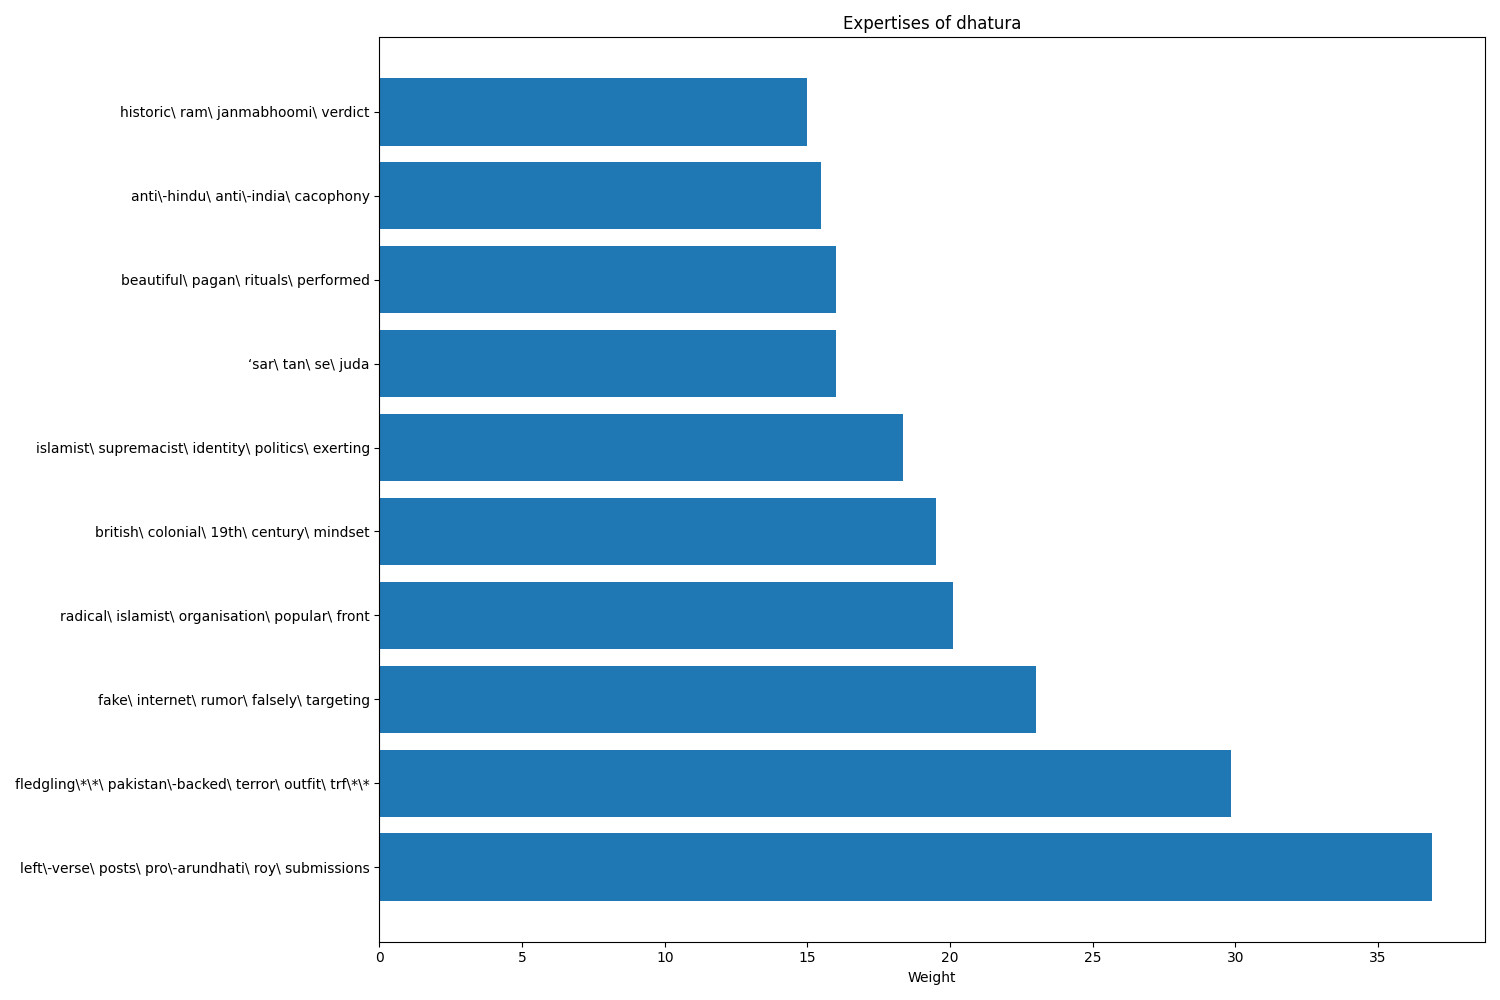 Expertises of dhatura
historic\ ram\ janmabhoomi\ verdict
anti\-hindu\ anti\-india\ cacophony
beautiful\ pagan\ rituals\ performed
‘sar\ tan\ se\ juda
islamist\ supremacist\ identity\ politics\ exerting
british\ colonial\ 19th\ century\ mindset
radical\ islamist\ organisation\ popular\ front
fake\ internet\ rumor\ falsely\ targeting
fledgling\*\*\ pakistan\-backed\ terror\ outfit\ trf\*\*
left\-verse\ posts\ pro\-arundhati\ roy\ submissions
0 5 10 15 20 25 30 35
Weight